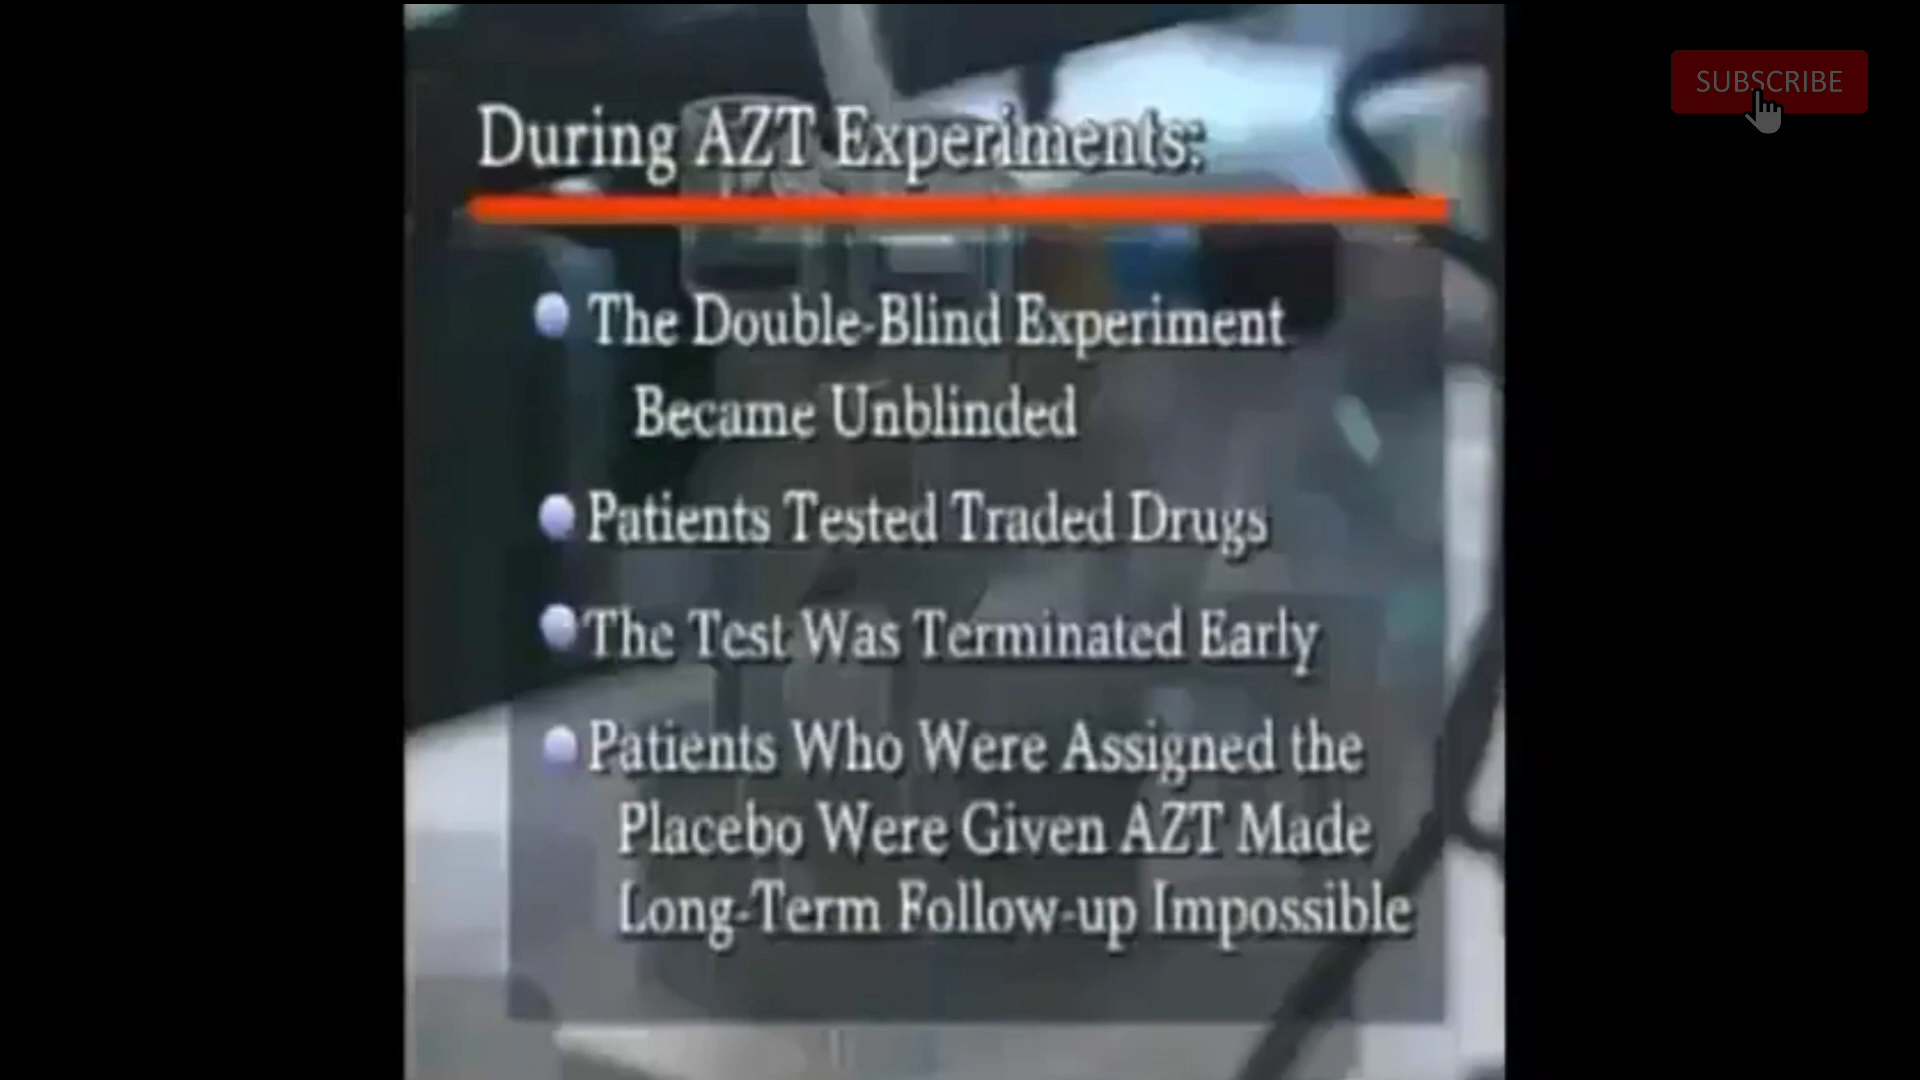 SUBSCRIBE
During AZT Experiments:
The Double-Blind Experiment
Became Unblinded
Patients Tested Traded Drugs
The Test Was Terminated Early
Patients Who Were Assigned the
Placebo Were Given AZT Made
Long-Term Follow-up Impossible